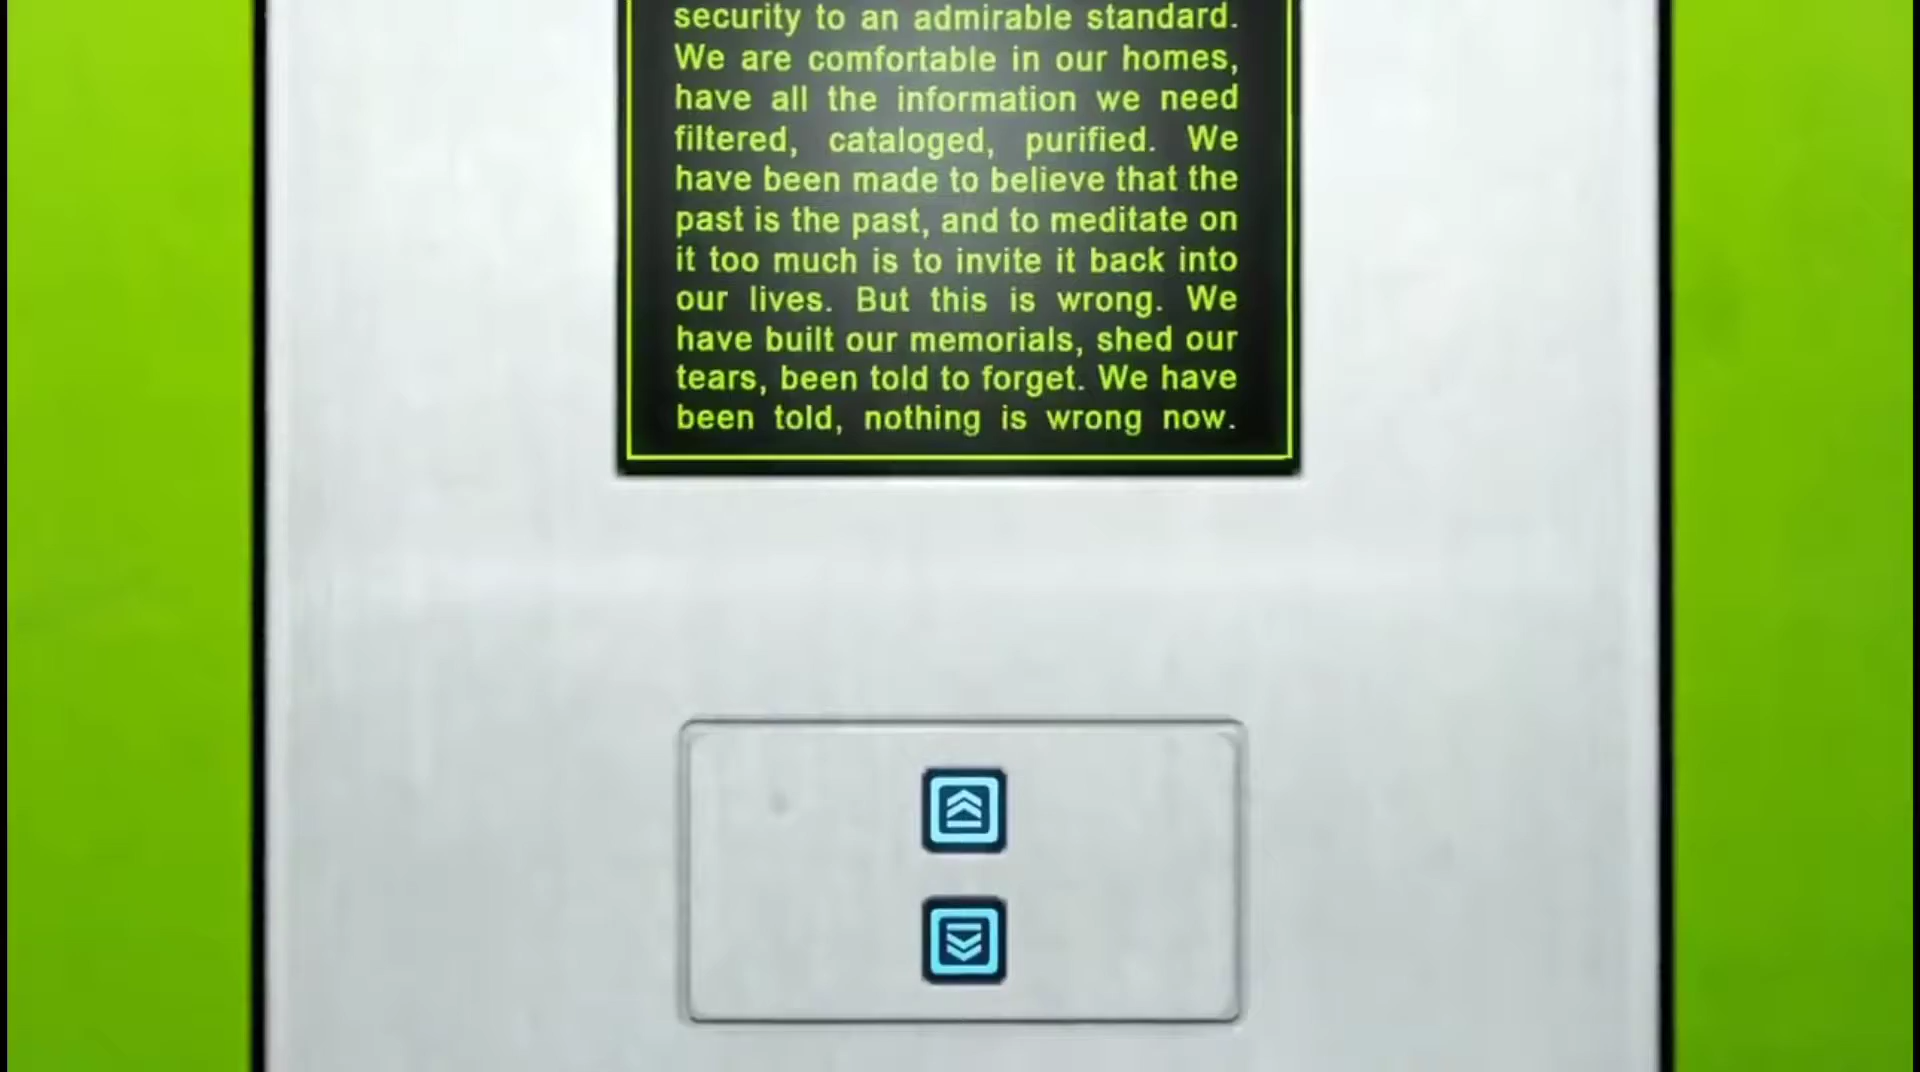 security to an admirable standard.
We are comfortable in our homes,
have all the information we need
filtered, cataloged, purified. We
have been made to believe that the
past is the past, and to meditate on
it too much is to invite it back into
our lives. But this is wrong. We
have built our memorials, shed our
tears, been told to forget. We have
been told, nothing is wrong now.